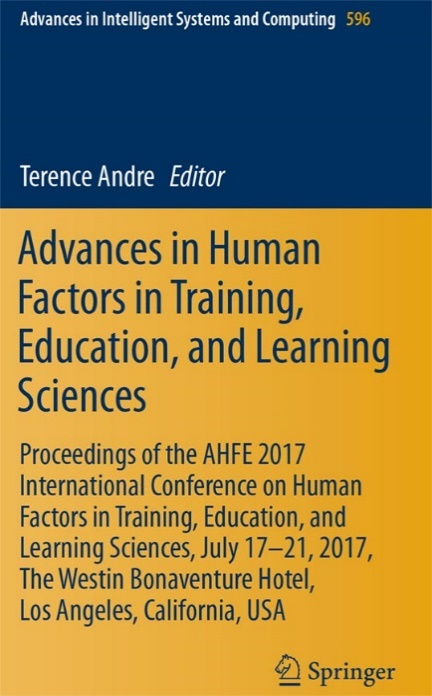 Advances in Intelligent Systems and Computing 596
Terence Andre Editor
Advances in Human
Factors in Training,
Education, and Learning
Sciences
Proceedings of the AHFE 2017
International Conference on Human
Factors in Training, Education, and
Learning Sciences, July 17–21, 2017,
The Westin Bonaventure Hotel,
Los Angeles, California, USA
Springer